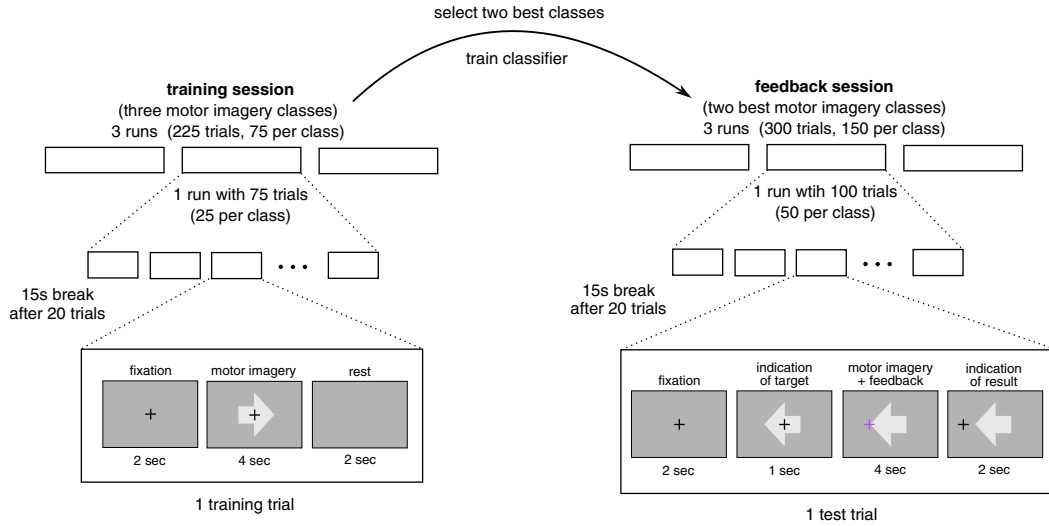 select two best classes
train classifier
training session
(three motor imagery classes)
3 runs (225 trials, 75 per class)
1 run with 75 trials
(25 per class)
15s break
after 20 trials
fixation
motor imagery
rest
2 sec
4 sec
2 sec
1 training trial
feedback session
(two best motor imagery classes)
3 runs (300 trials, 150 per class)
1 run wtih 100 trials
(50 per class)
15s break
after 20 trials
fixation
indication
of target
motor imagery
+ feedback
indication
of result
2 sec
1 sec
4 sec
2 sec
1 test trial